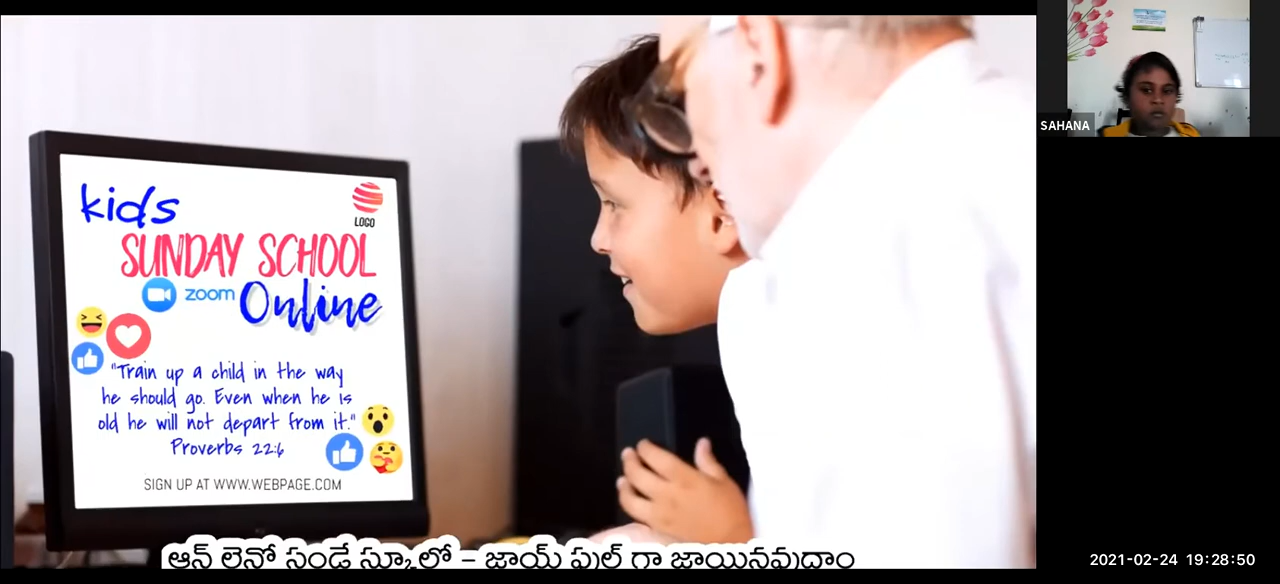 kids
LOGO
SUNDAY SCHOOL
zoom Online
"Train up a child in the way
he should go. Even when he is
old he will not depart from it."
Proverbs 22:6
SIGN UP AT WWW.WEBPAGE.COM
ఆన్ లైనో సండే స్కూలో – జాయ్ ఫుల్ గా జాయినవుదాం
SAHANA
2021-02-24 19:28:50